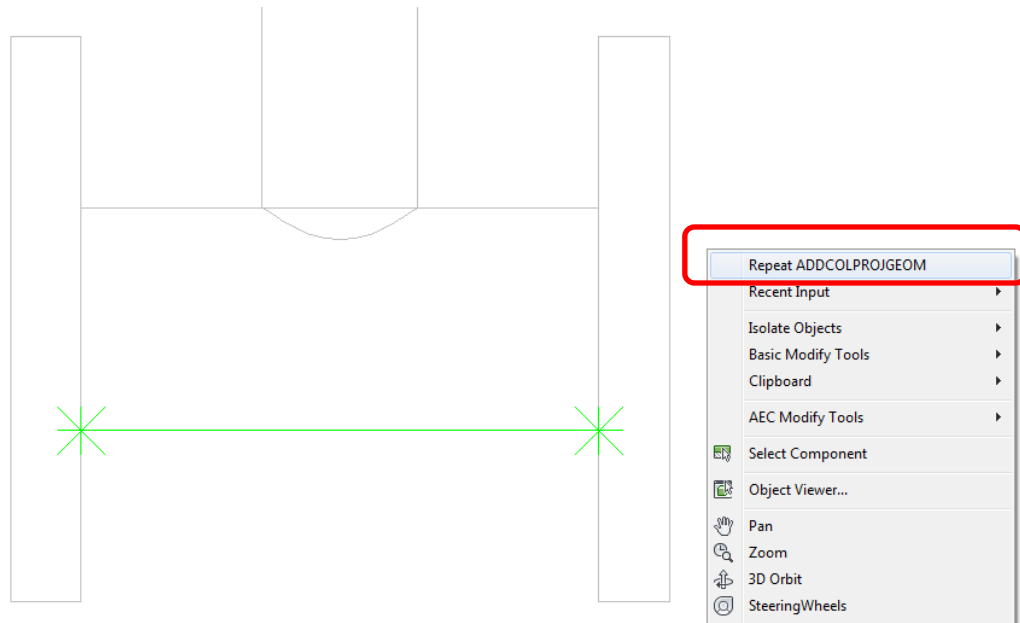 Repeat ADDCOLPROJGEOM
Recent Input
Isolate Objects
Basic Modify Tools
Clipboard
AEC Modify Tools
Select Component
Object Viewer...
Pan
Zoom
3D Orbit
SteeringWheels